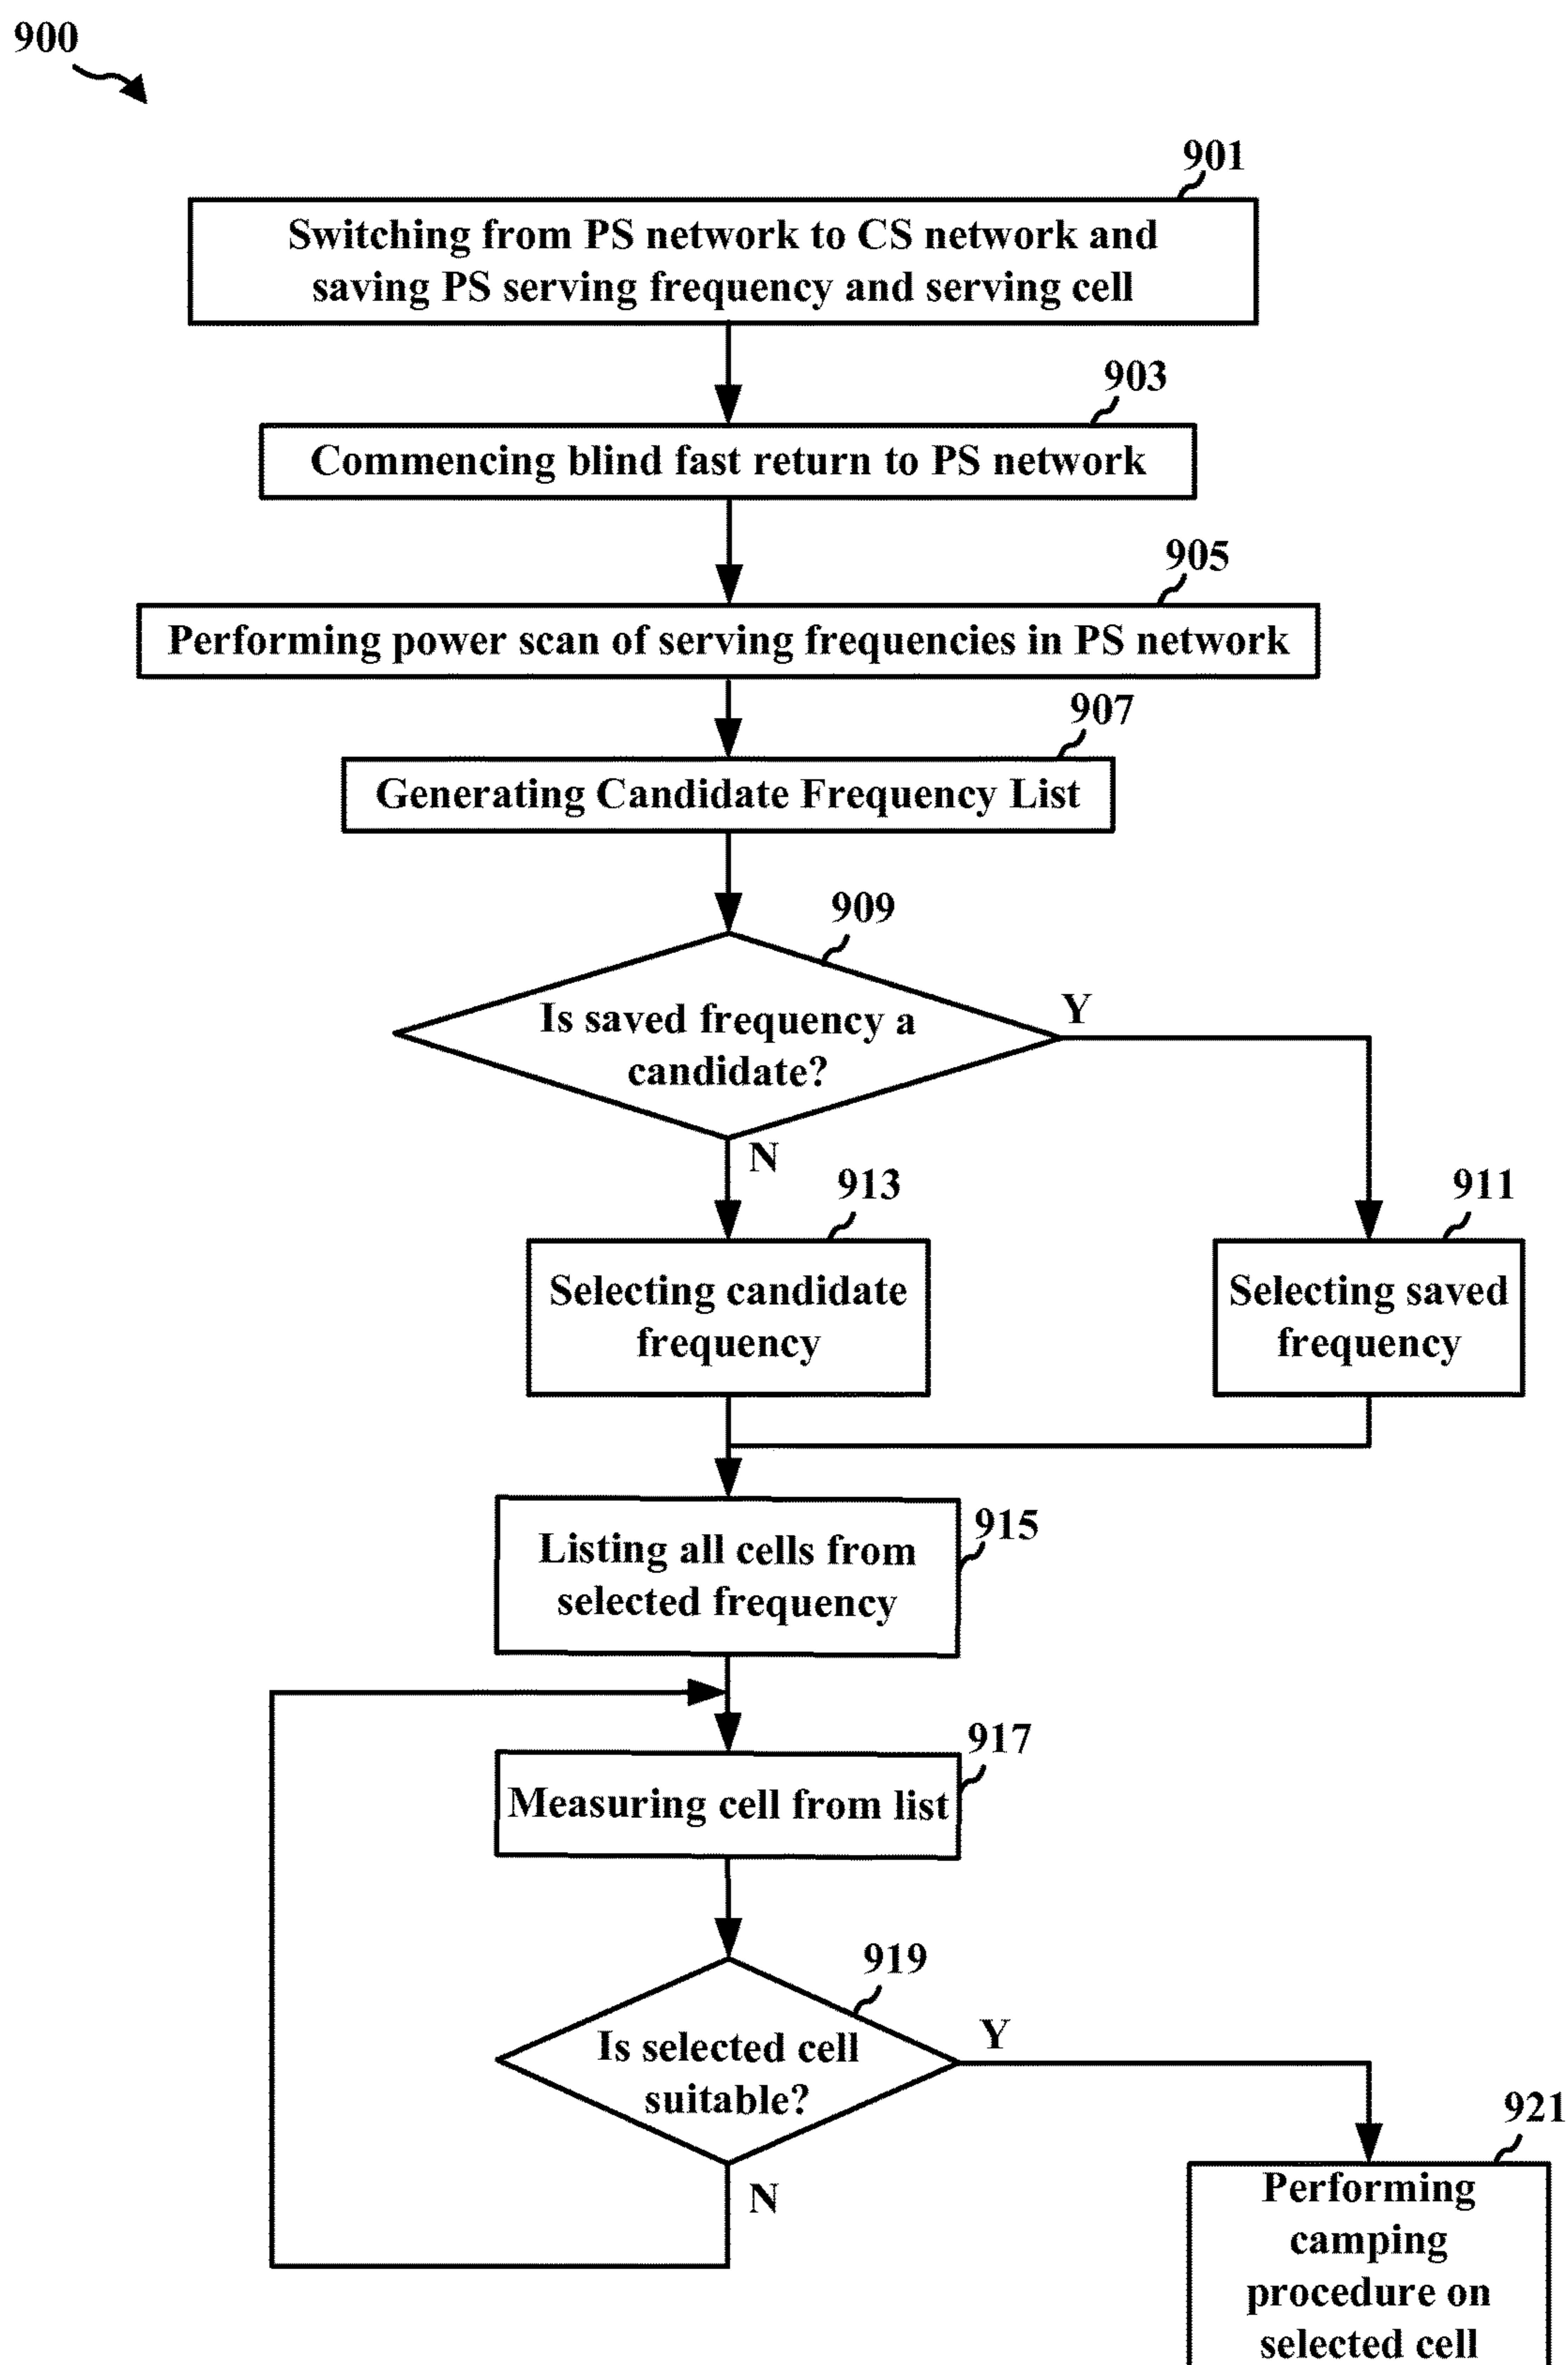 900
901
Switching from PS network to CS network and
saving PS serving frequency and serving cell
903
Commencing blind fast return to PS network
905
Performing power scan of serving frequencies in PS network
907
Generating Candidate Frequency List
909
Is saved frequency a
candidate?
Y
N
913
Selecting candidate
frequency
911
Selecting saved
frequency
915
Listing all cells from
selected frequency
917
Measuring cell from list
919
Is selected cell
suitable?
Y
N
921
Performing
camping
procedure on
selected cell